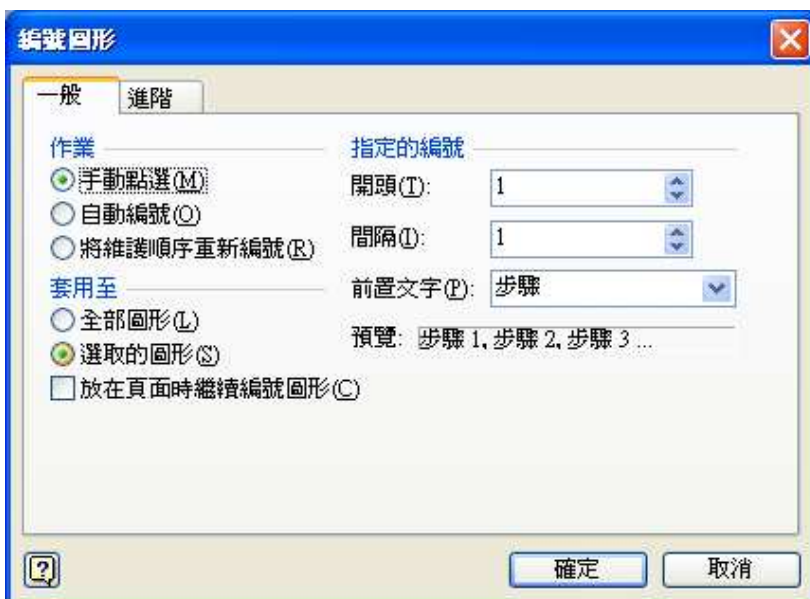 編號圖形
一般
進階
作業
手動點選(M)
自動編號(O)
將維護順序重新編號(R)
套用至
全部圖形(L)
選取的圖形(S)
放在頁面時繼續編號圖形(C)
指定的編號
開頭(T): 1
間隔(I): 1
前置文字(P): 步驟
預覽: 步驟 1, 步驟 2, 步驟 3 ...
確定
取消